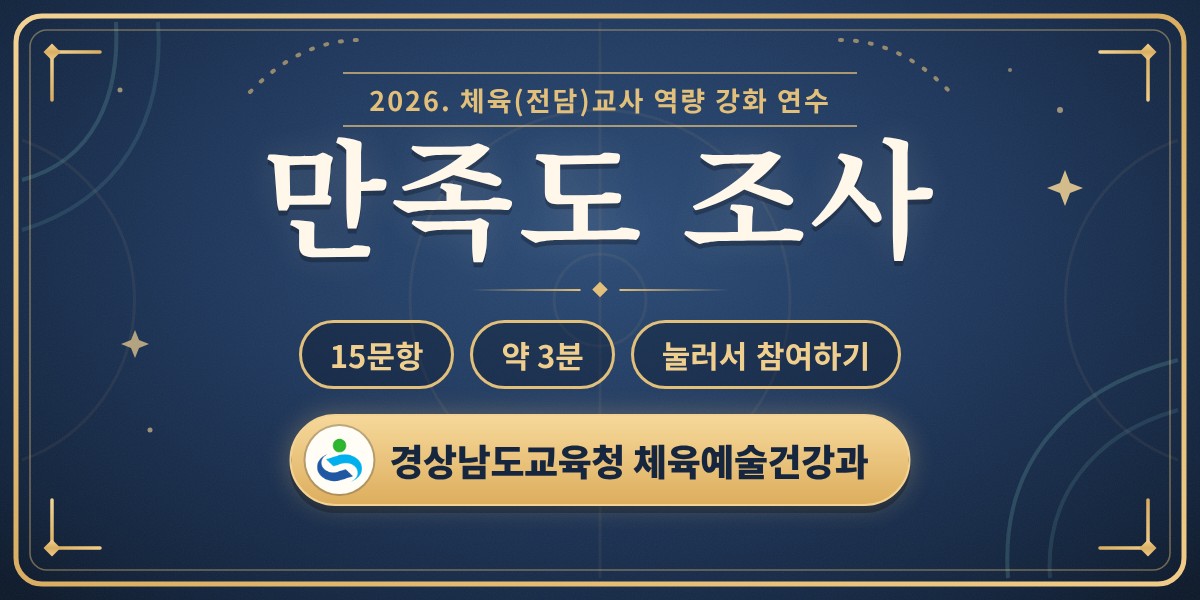 2026. 체육(전담)교사 역량 강화 연수
만족도 조사
15문항 약 3분 눌러서 참여하기
경상남도교육청 체육예술건강과